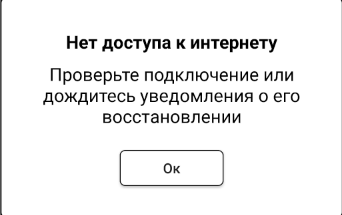 Нет доступа к интернету
Проверьте подключение или
дождитесь уведомления о его
восстановлении
Ок